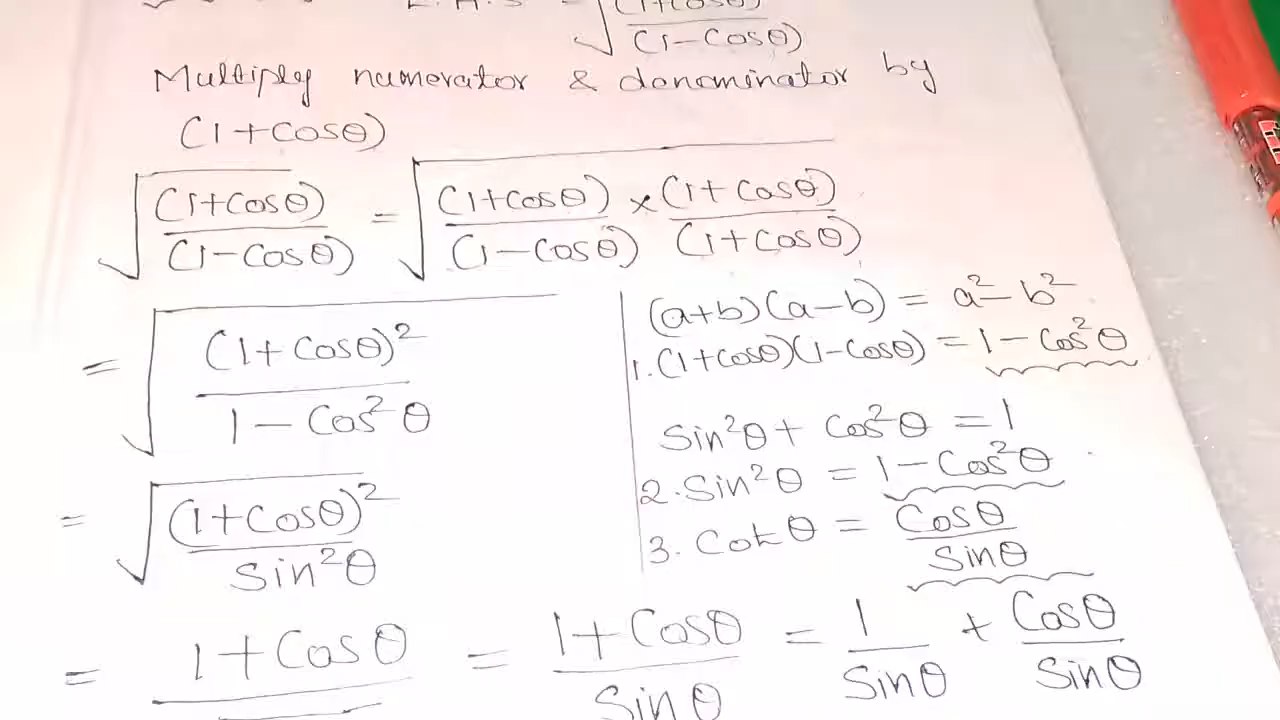 L.H.S = √(1+cosθ)/(1-cosθ)
Multiply numerator & denominator by
(1+cosθ)
√(1+cosθ)/(1-cosθ) = √(1+cosθ)/(1-cosθ) × (1+cosθ)/(1+cosθ)
= √(1+cosθ)²/1-Cos²θ
= √(1+cosθ)²/Sin²θ
(a+b)(a-b) = a²-b²
1. (1+cosθ)(1-cosθ) = 1-Cos²θ
Sin²θ + Cos²θ = 1
2. Sin²θ = 1-Cos²θ
3. Cotθ = Cosθ/Sinθ
= 1+Cosθ = 1+Cosθ/Sinθ = 1/Sinθ + Cosθ/Sinθ